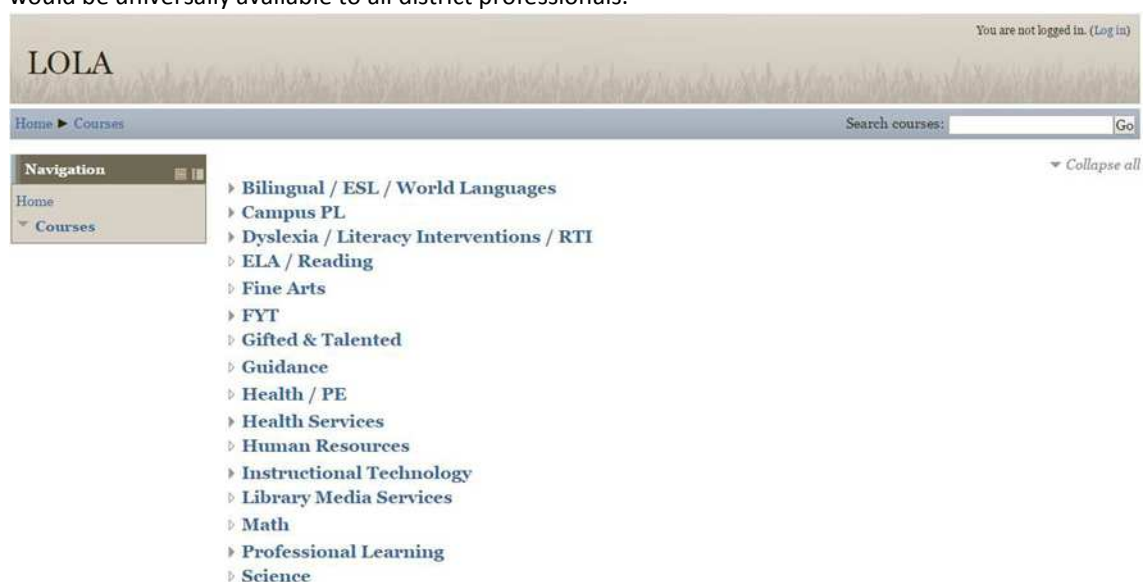 would be universally available to all district professionals.
You are not logged in. (Log in)
LOLA
Home ► Courses
Search courses:
Go
Navigation
Collapse all
Home
Courses
Bilingual / ESL / World Languages
Campus PL
Dyslexia / Literacy Interventions / RTI
ELA / Reading
Fine Arts
FYT
Gifted & Talented
Guidance
Health / PE
Health Services
Human Resources
Instructional Technology
Library Media Services
Math
Professional Learning
Science